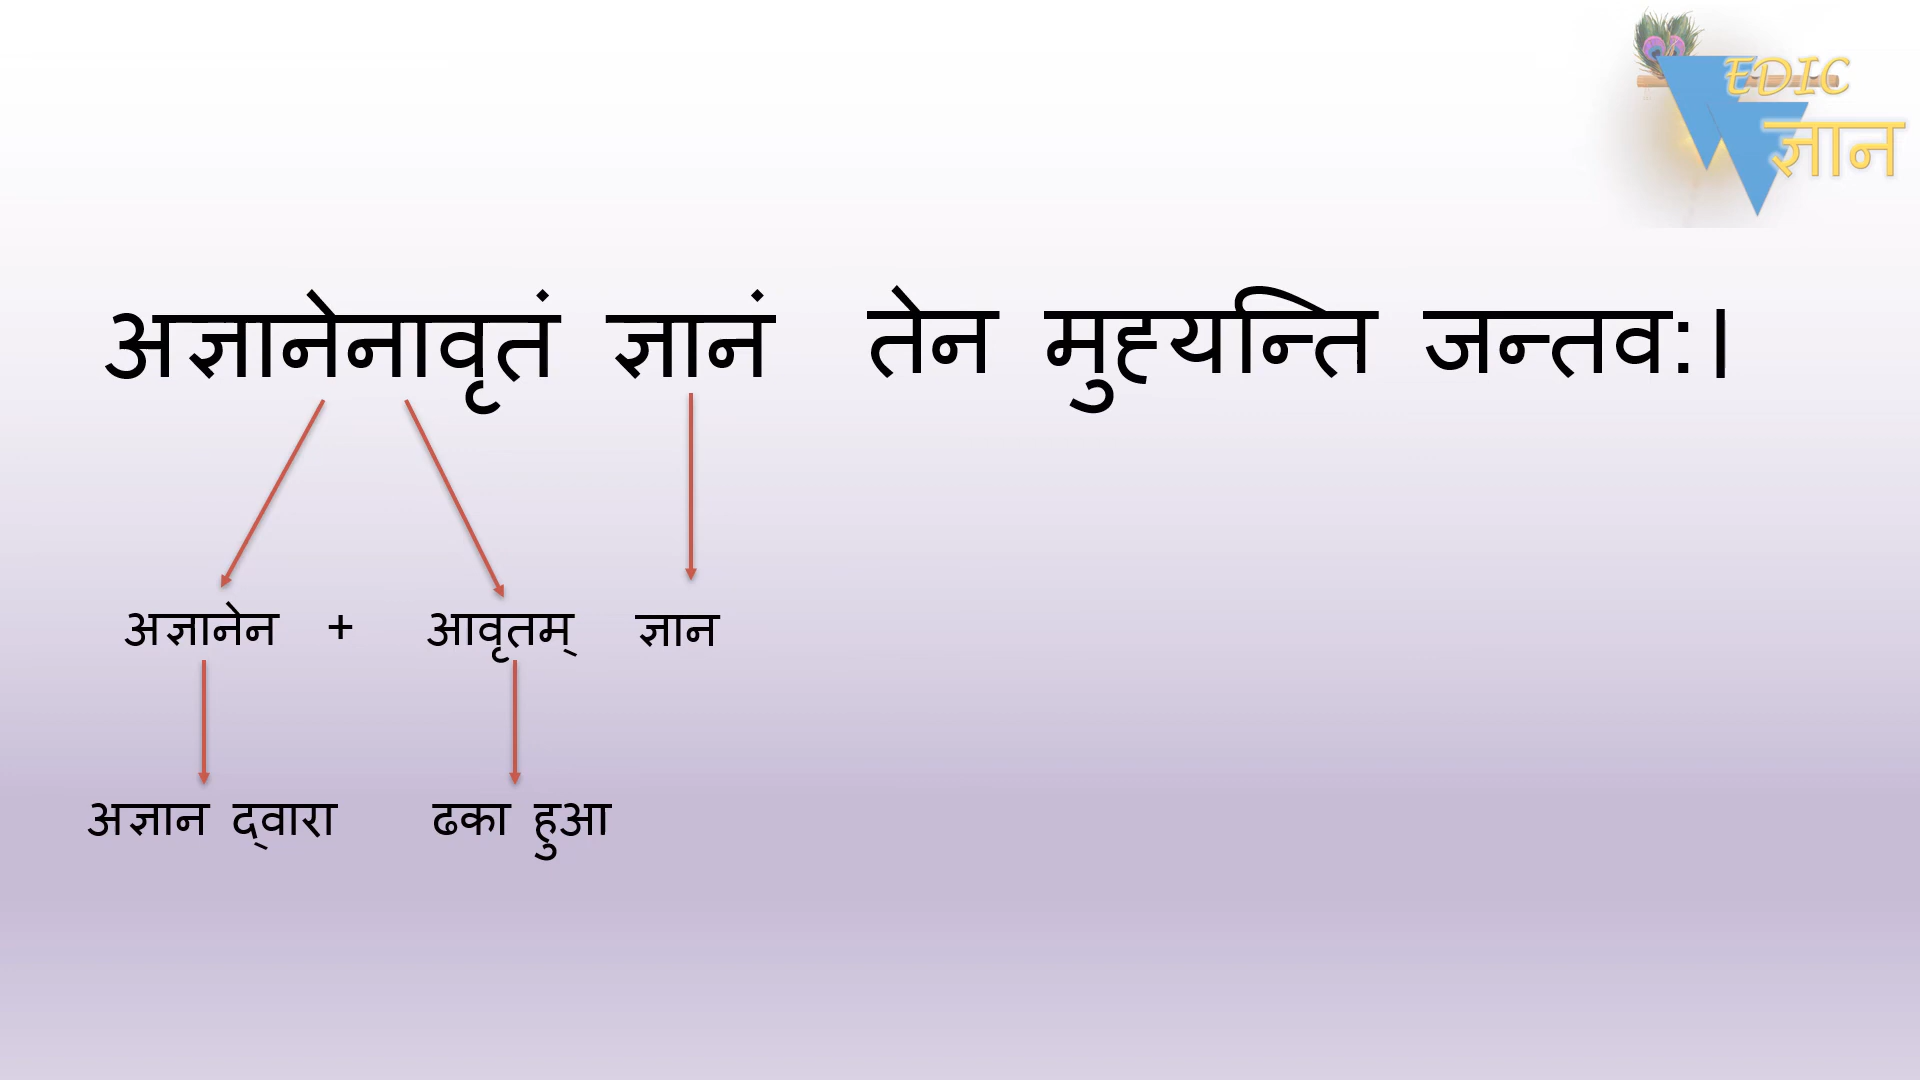 EDIC
ज्ञान
अज्ञानेनावृतं ज्ञानं तेन मुह्यन्ति जन्तव:।
अज्ञानेन + आवृतम् ज्ञान
अज्ञान द्वारा ढका हुआ